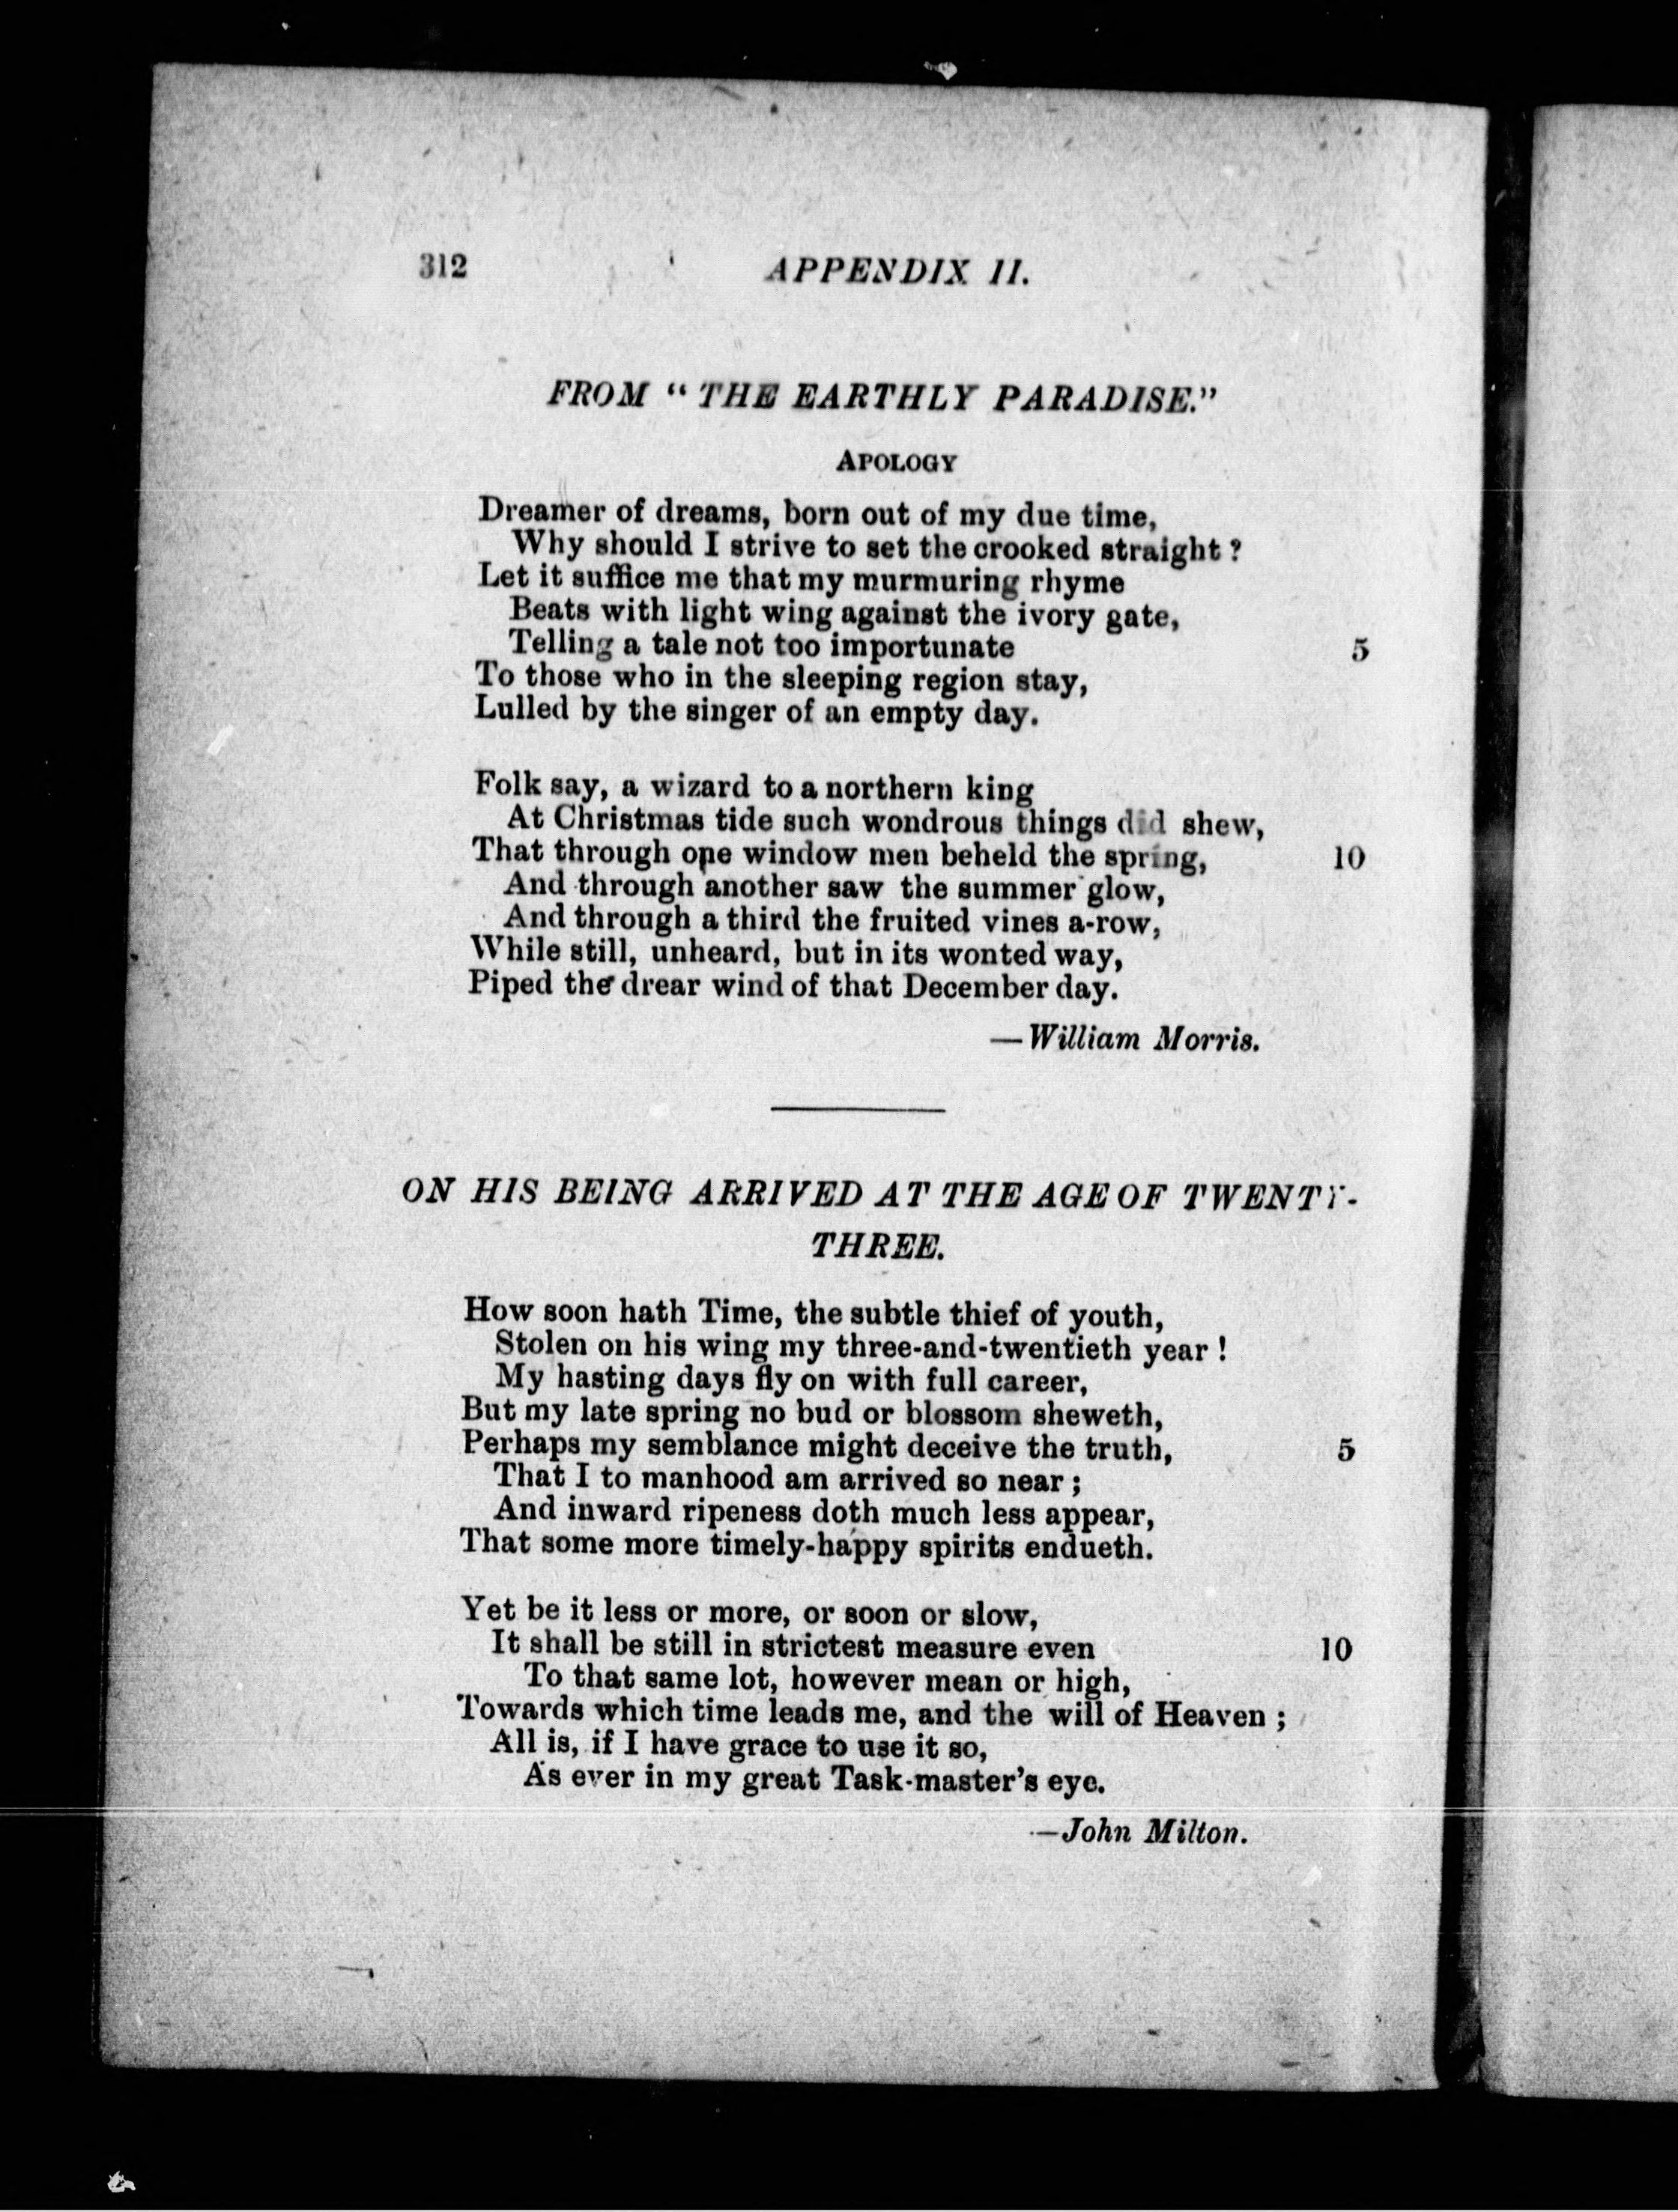 312 APPENDIX II.
FROM "THE EARTHLY PARADISE."
APOLOGY
Dreamer of dreams, born out of my due time,
Why should I strive to set the crooked straight?
Let it suffice me that my murmuring rhyme
Beats with light wing against the ivory gate,
Telling a tale not too importunate 5
To those who in the sleeping region stay,
Lulled by the singer of an empty day.
Folk say, a wizard to a northern king
At Christmas tide such wondrous things did shew,
That through one window men beheld the spring, 10
And through another saw the summer glow,
And through a third the fruited vines a-row,
While still, unheard, but in its wonted way,
Piped the drear wind of that December day.
—William Morris.
ON HIS BEING ARRIVED AT THE AGE OF TWENTY-
THREE.
How soon hath Time, the subtle thief of youth,
Stolen on his wing my three-and-twentieth year!
My hasting days fly on with full career,
But my late spring no bud or blossom sheweth,
Perhaps my semblance might deceive the truth, 5
That I to manhood am arrived so near;
And inward ripeness doth much less appear,
That some more timely-happy spirits endueth.
Yet be it less or more, or soon or slow,
It shall be still in strictest measure even 10
To that same lot, however mean or high,
Towards which time leads me, and the will of Heaven;
All is, if I have grace to use it so,
As ever in my great Task-master's eye.
—John Milton.